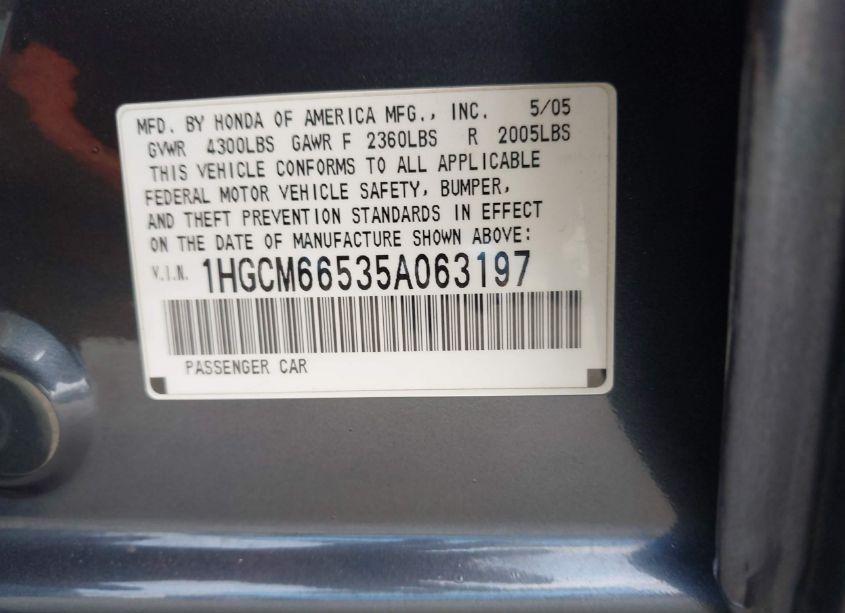 MFD. BY HONDA OF AMERICA MFG., INC. 5/05
GVWR 4300LBS GAWR F 2360LBS R 2005LBS
THIS VEHICLE CONFORMS TO ALL APPLICABLE
FEDERAL MOTOR VEHICLE SAFETY, BUMPER,
AND THEFT PREVENTION STANDARDS IN EFFECT
ON THE DATE OF MANUFACTURE SHOWN ABOVE:
V.I.N. 1HGCM66535A063197
PASSENGER CAR